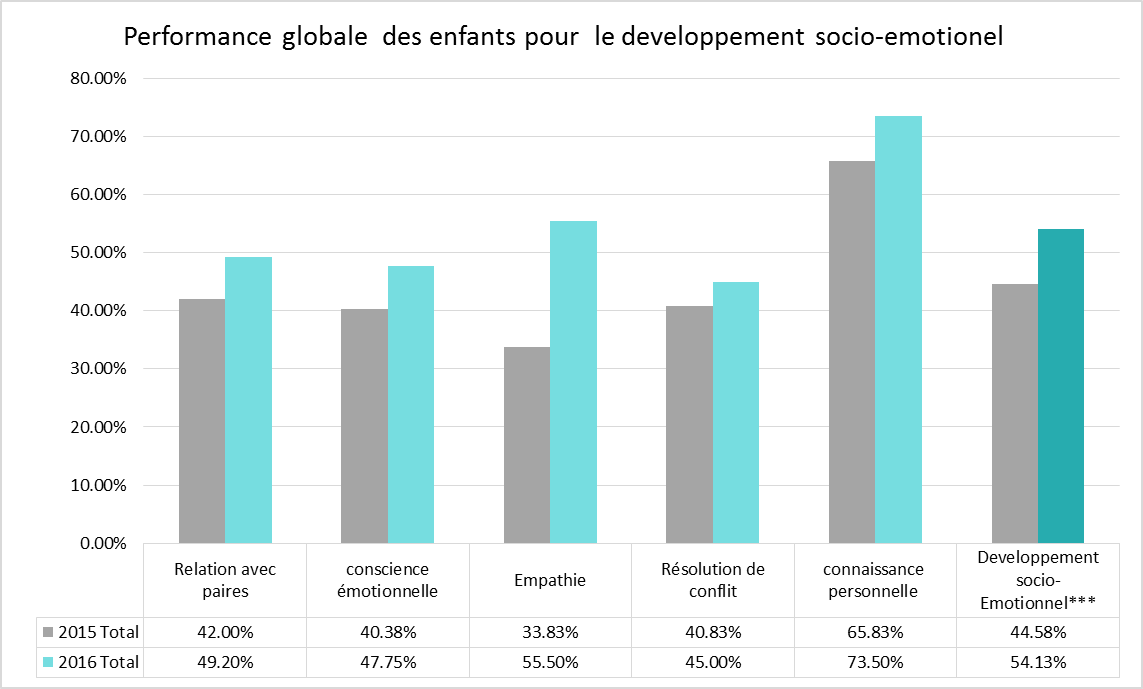 Performance globale des enfants pour le developpement socio-emotionel
80.00%
70.00%
60.00%
50.00%
40.00%
30.00%
20.00%
10.00%
0.00%
Relation avec
paires
conscience
émotionnelle
Empathie
Résolution de
conflit
connaissance
personnelle
Developpement
socio-
Emotionnel***
2015 Total 42.00% 40.38% 33.83% 40.83% 65.83% 44.58%
2016 Total 49.20% 47.75% 55.50% 45.00% 73.50% 54.13%